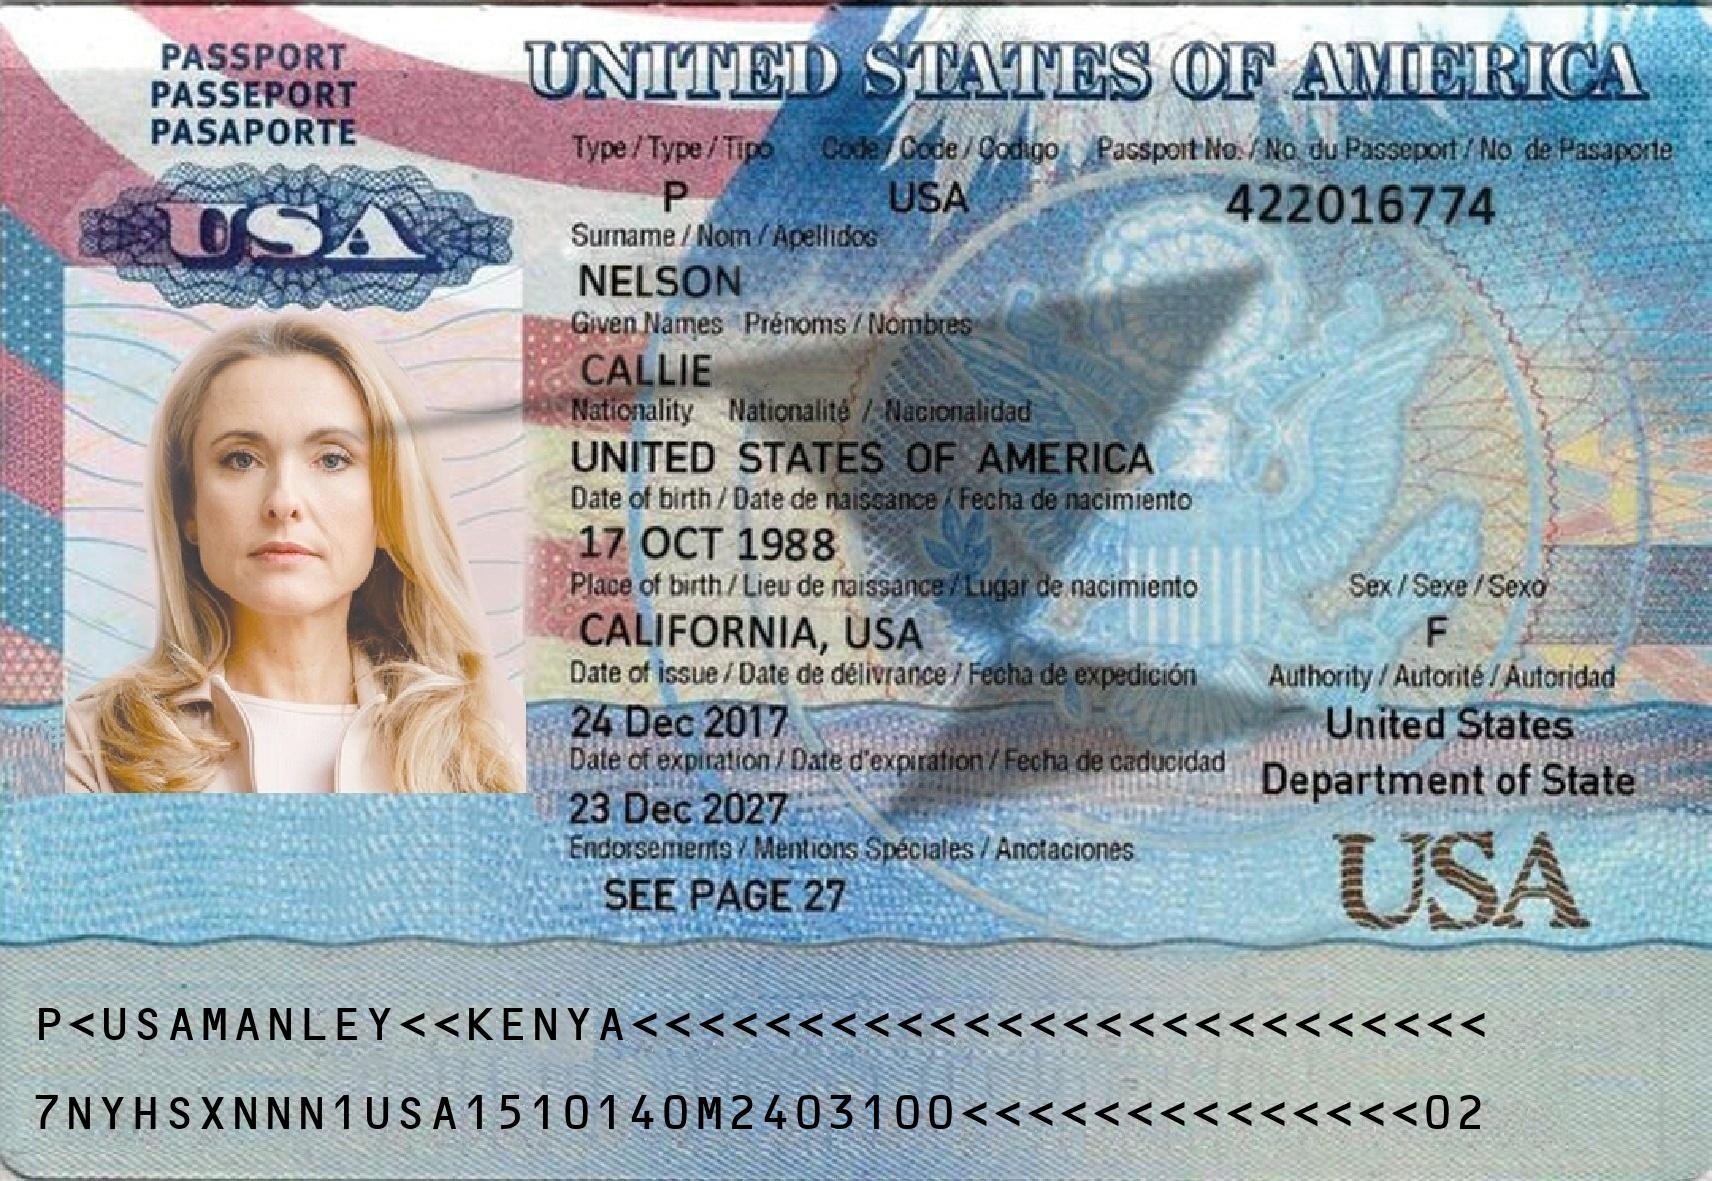 PASSPORT
PASSEPORT
PASAPORTE
USA
UNITED STATES OF AMERICA
Type / Type / Tipo Code / Code / Codigo Passport No. / No. du Passeport / No de Pasaporte
P USA 422016774
Surname / Nom / Apellidos
NELSON
Given Names Prénoms / Nombres
CALLIE
Nationality Nationalité / Nacionalidad
UNITED STATES OF AMERICA
Date of birth / Date de naissance / Fecha de nacimiento
17 OCT 1988
Place of birth / Lieu de naissance / Lugar de nacimiento Sex / Sexe / Sexo
CALIFORNIA, USA F
Date of issue / Date de délivrance / Fecha de expedición Authority / Autorité / Autoridad
24 Dec 2017 United States
Date of expiration / Date d'expiration / Fecha de caducidad Department of State
23 Dec 2027
Endorsements / Mentions Spéciales / Anotaciones
SEE PAGE 27
USA
P<USAMANLEY<<KENYA<<<<<<<<<<<<<<<<<<<<<<<<<<
7NYHSXNNN1USA1510140M2403100<<<<<<<<<<<<<<02